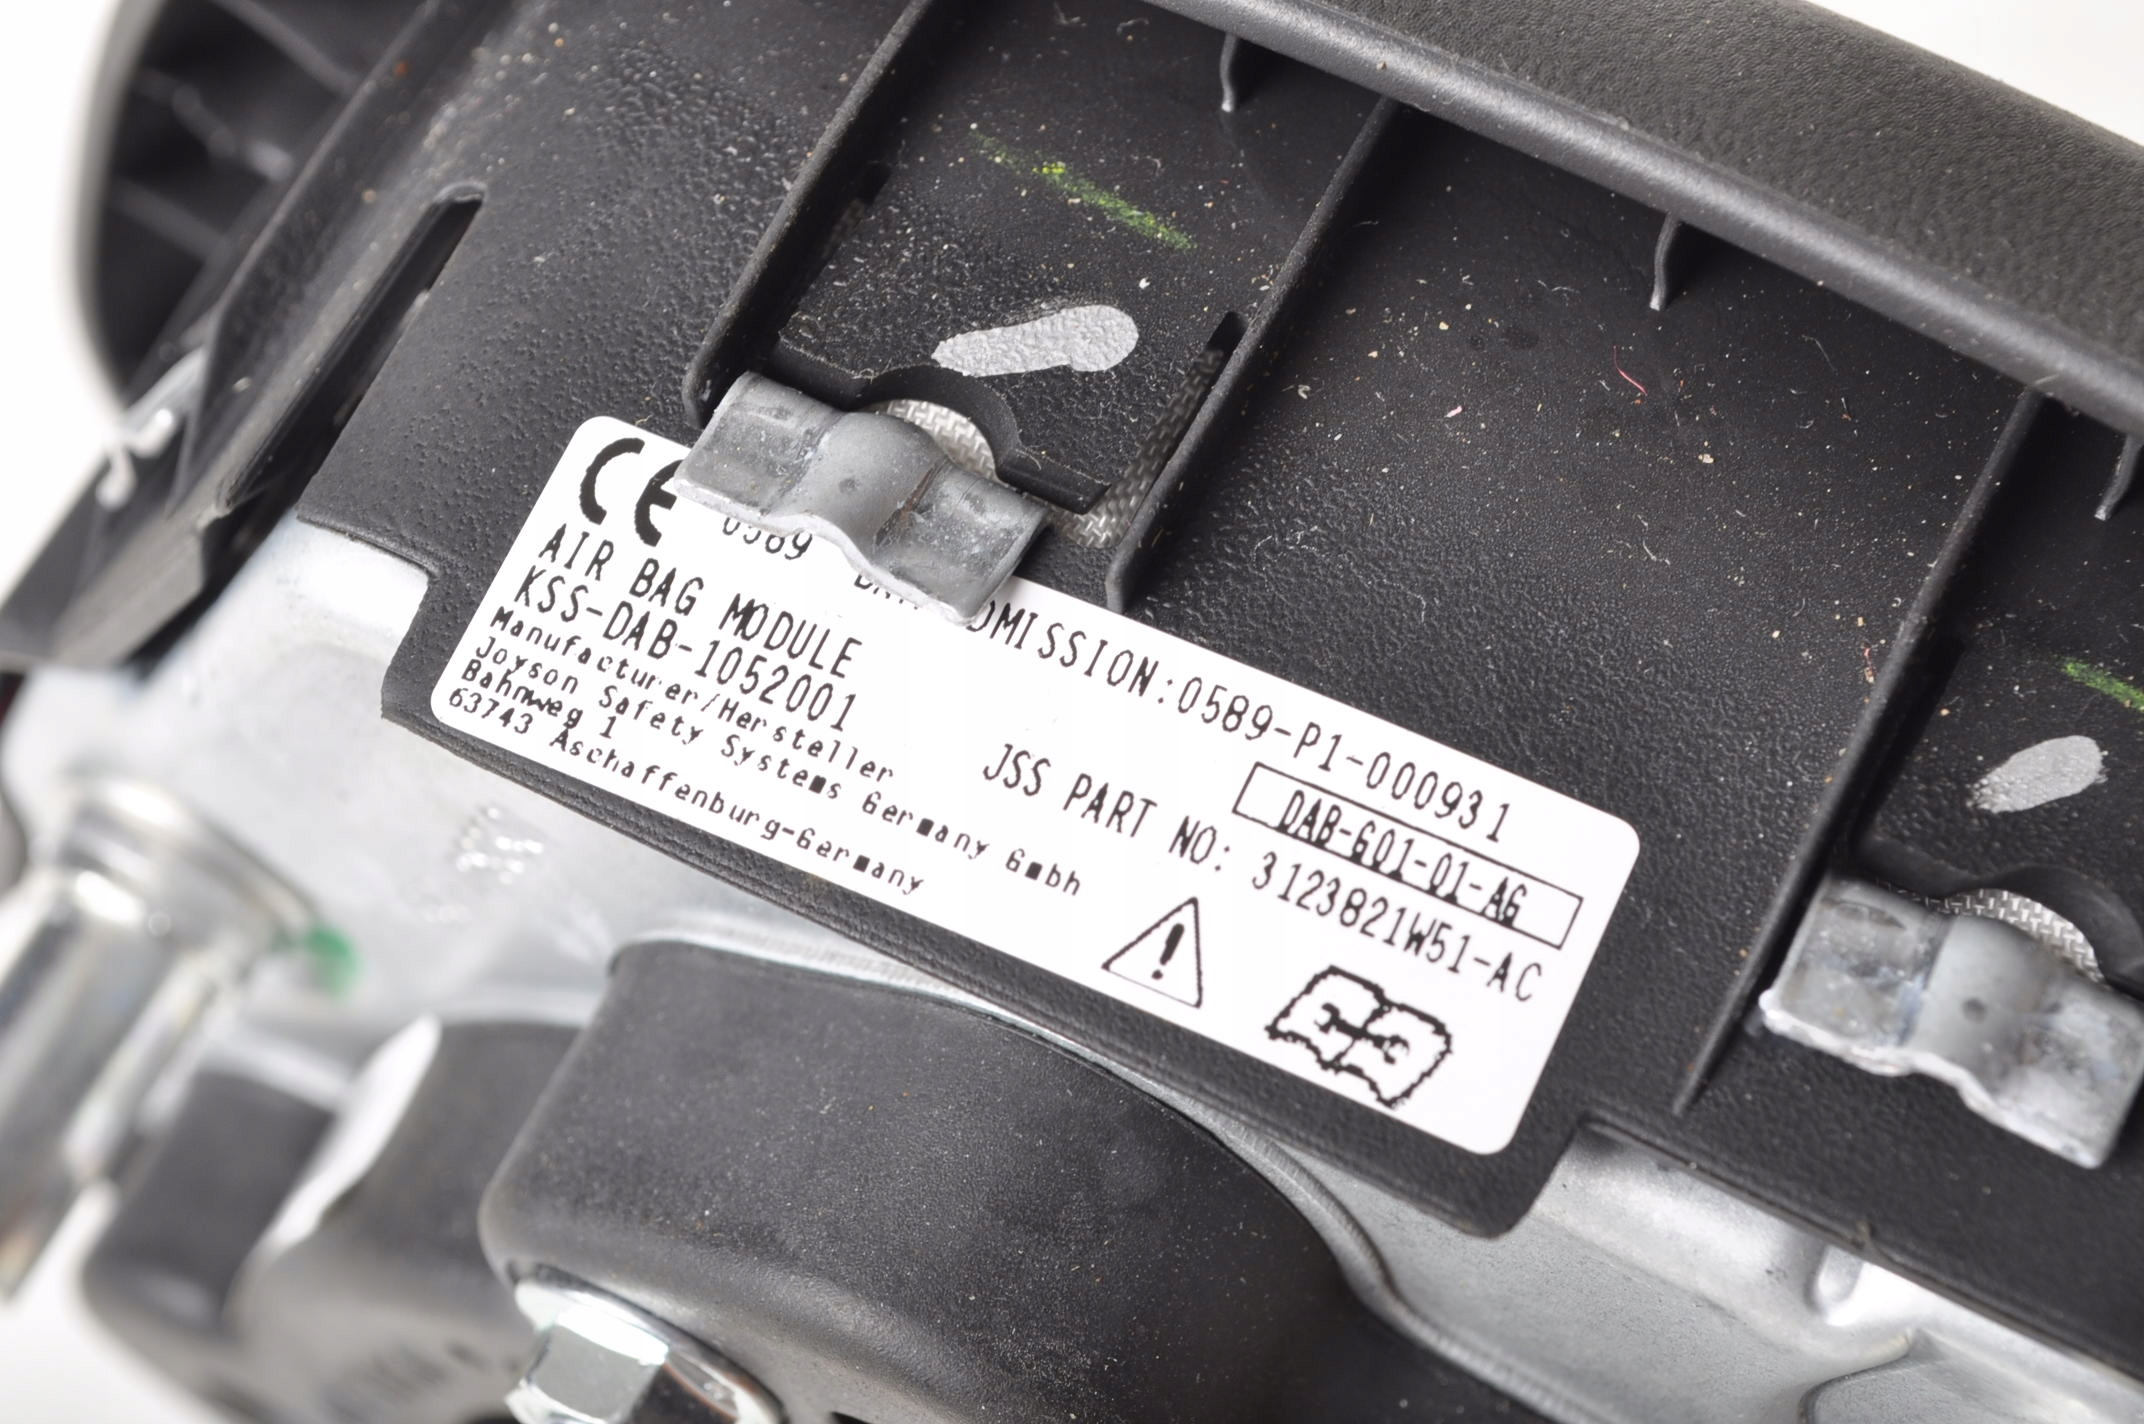 CE 0589
DMISSION:0589-P1-000931
AIR BAG MODULE
KSS-DAB-1052001
Manufacturer/Hersteller
Joyson Safety Systems Germany Gmbh
Bahnweg 1
63743 Aschaffenburg-Germany
DAB-601-01-AG
JSS PART NO: 3123821W51-AC